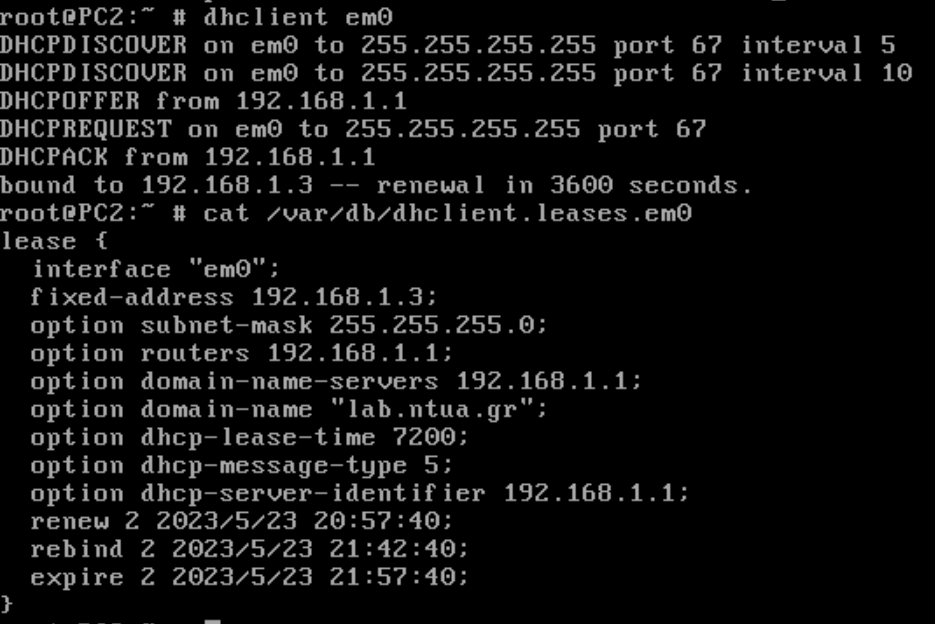 root@PC2:~ # dhclient em0
DHCPDISCOVER on em0 to 255.255.255.255 port 67 interval 5
DHCPDISCOVER on em0 to 255.255.255.255 port 67 interval 10
DHCPOFFER from 192.168.1.1
DHCPREQUEST on em0 to 255.255.255.255 port 67
DHCPACK from 192.168.1.1
bound to 192.168.1.3 -- renewal in 3600 seconds.
root@PC2:~ # cat /var/db/dhclient.leases.em0
lease {
  interface "em0";
  fixed-address 192.168.1.3;
  option subnet-mask 255.255.255.0;
  option routers 192.168.1.1;
  option domain-name-servers 192.168.1.1;
  option domain-name "lab.ntua.gr";
  option dhcp-lease-time 7200;
  option dhcp-message-type 5;
  option dhcp-server-identifier 192.168.1.1;
  renew 2 2023/5/23 20:57:40;
  rebind 2 2023/5/23 21:42:40;
  expire 2 2023/5/23 21:57:40;
}